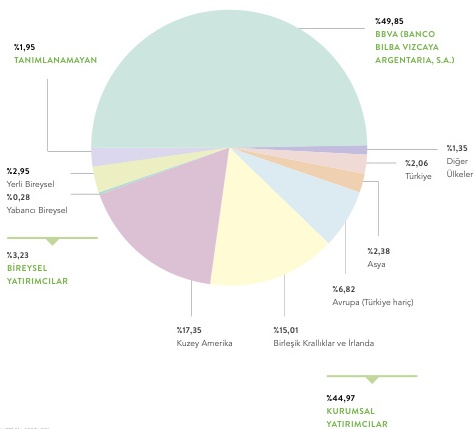 %49,85
BBVA (BANCO
BILBA VIZCAYA
ARGENTARIA, S.A.)
%1,95
TANIMLANAMAYAN
%1,35
Diğer
Ülkeler
%2,06
Türkiye
%2,95
Yerli Bireysel
%0,28
Yabancı Bireysel
%2,38
Asya
%3,23
BİREYSEL
YATIRIMCILAR
%6,82
Avrupa (Türkiye hariç)
%17,35
Kuzey Amerika
%15,01
Birleşik Krallıklar ve İrlanda
%44,97
KURUMSAL
YATIRIMCILAR